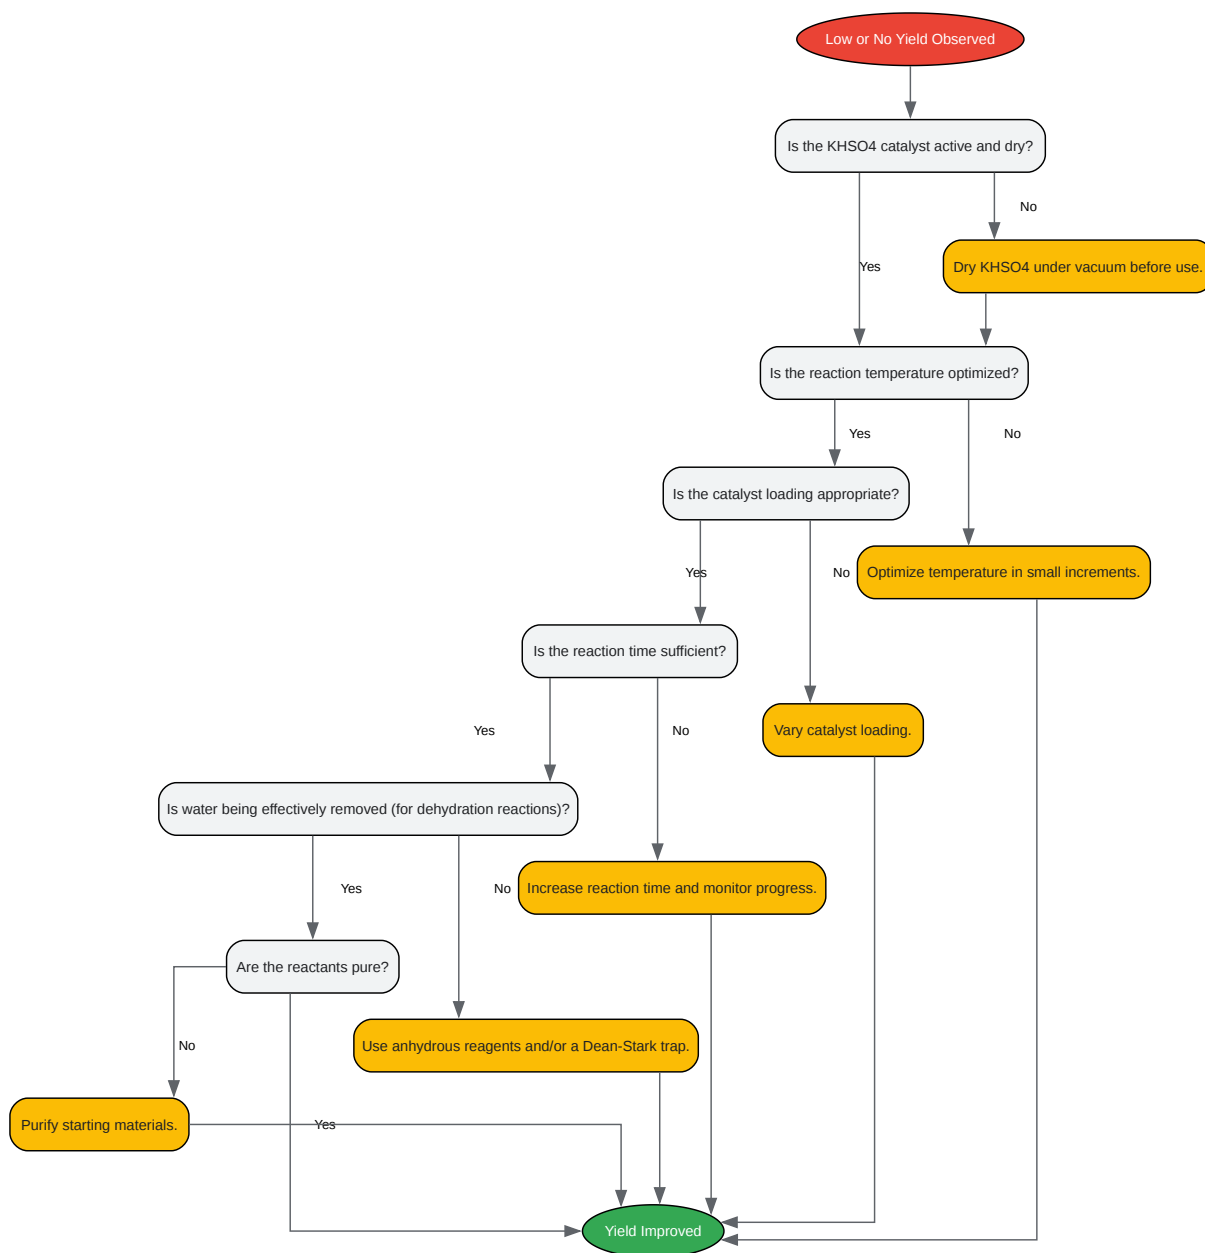 Low or No Yield Observed
Is the KHSO4 catalyst active and dry?
No
Yes
Dry KHSO4 under vacuum before use.
Is the reaction temperature optimized?
Yes
No
Is the catalyst loading appropriate?
Yes
No
Optimize temperature in small increments.
Is the reaction time sufficient?
Yes
No
Vary catalyst loading.
Is water being effectively removed (for dehydration reactions)?
Yes
No
Increase reaction time and monitor progress.
Are the reactants pure?
No
Use anhydrous reagents and/or a Dean-Stark trap.
Purify starting materials.
Yes
Yield Improved